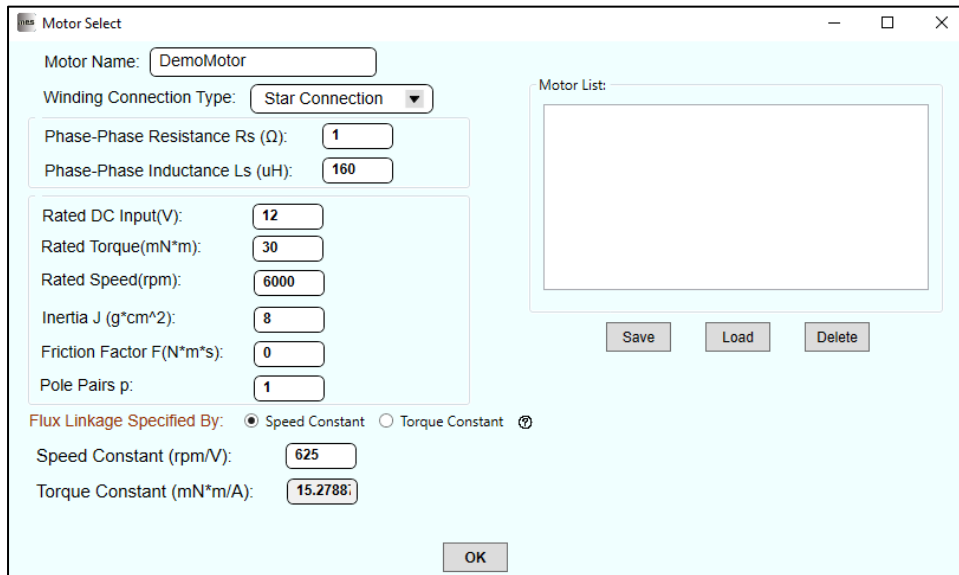 mes Motor Select
Motor Name: DemoMotor
Winding Connection Type: Star Connection
Motor List:
Phase-Phase Resistance Rs (Ω): 1
Phase-Phase Inductance Ls (uH): 160
Rated DC Input(V): 12
Rated Torque(mN*m): 30
Rated Speed(rpm): 6000
Inertia J (g*cm^2): 8
Friction Factor F(N*m*s): 0
Pole Pairs p: 1
Save Load Delete
Flux Linkage Specified By: Speed Constant Torque Constant ?
Speed Constant (rpm/V): 625
Torque Constant (mN*m/A): 15.27887
OK